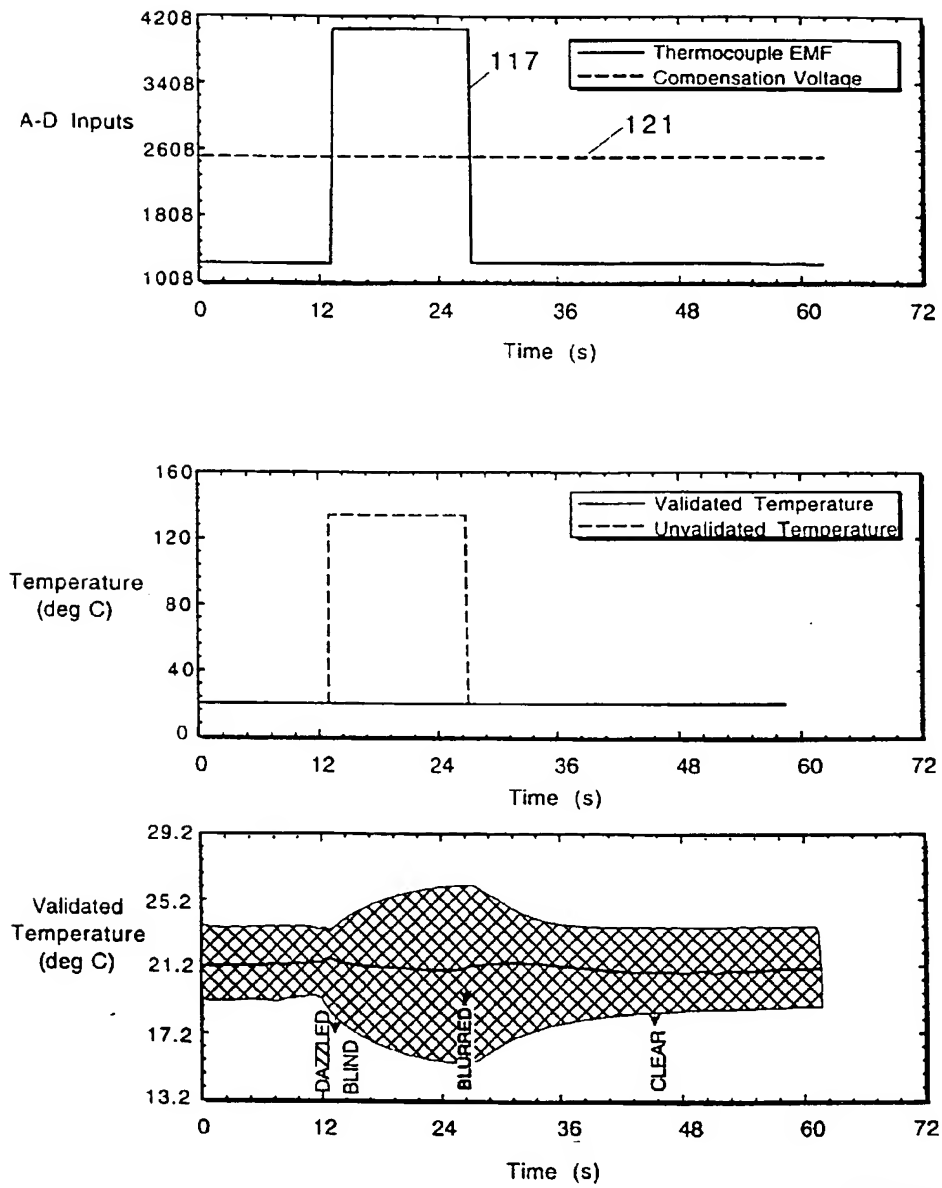 4208
3408
2608
1808
1008
A-D Inputs
Thermocouple EMF
Compensation Voltage
117
121
0 12 24 36 48 60 72
Time (s)
160
120
80
40
0
Temperature
(deg C)
Validated Temperature
Unvalidated Temperature
0 12 24 36 48 60 72
Time (s)
29.2
25.2
21.2
17.2
13.2
Validated
Temperature
(deg C)
DAZZLED
BLIND
BLURRED
CLEAR
0 12 24 36 48 60 72
Time (s)